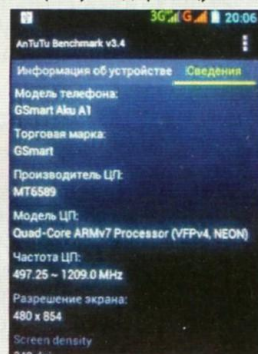 3G G 20:06
AnTuTu Benchmark v3.4
Информация об устройстве Сведения
Модель телефона:
GSmart Aku A1
Торговая марка:
GSmart
Производитель ЦП:
MT6589
Модель ЦП:
Quad-Core ARMv7 Processor (VFPv4, NEON)
Частота ЦП:
497.25 ~ 1209.0 MHz
Разрешение экрана:
480 x 854
Screen density